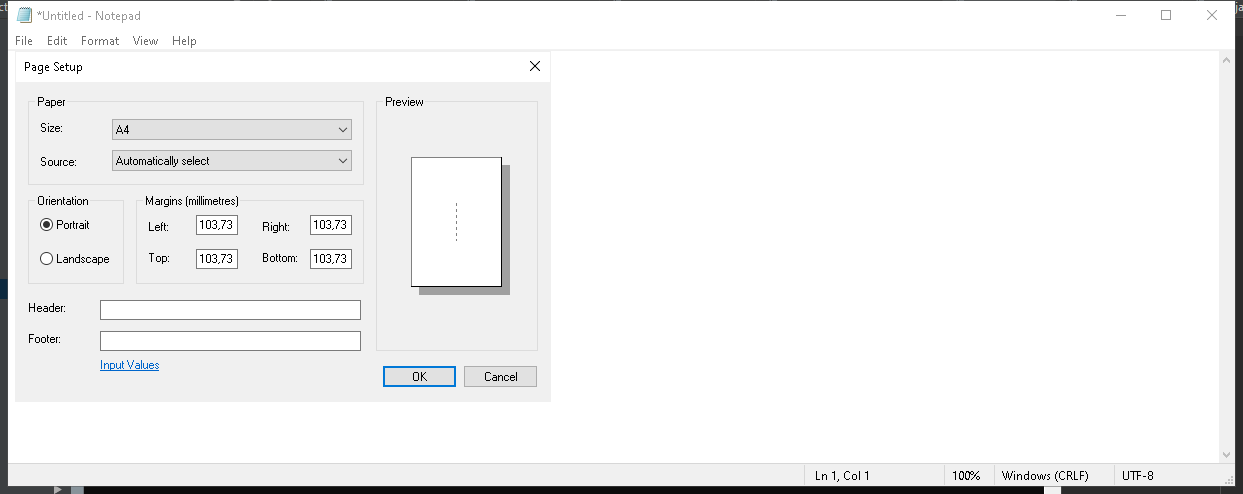 *Untitled - Notepad
File Edit Format View Help
Page Setup
Paper
Size: A4
Source: Automatically select
Preview
Orientation
Portrait
Landscape
Margins (millimetres)
Left: 103,73 Right: 103,73
Top: 103,73 Bottom: 103,73
Header:
Footer:
Input Values
OK Cancel
Ln 1, Col 1 100% Windows (CRLF) UTF-8